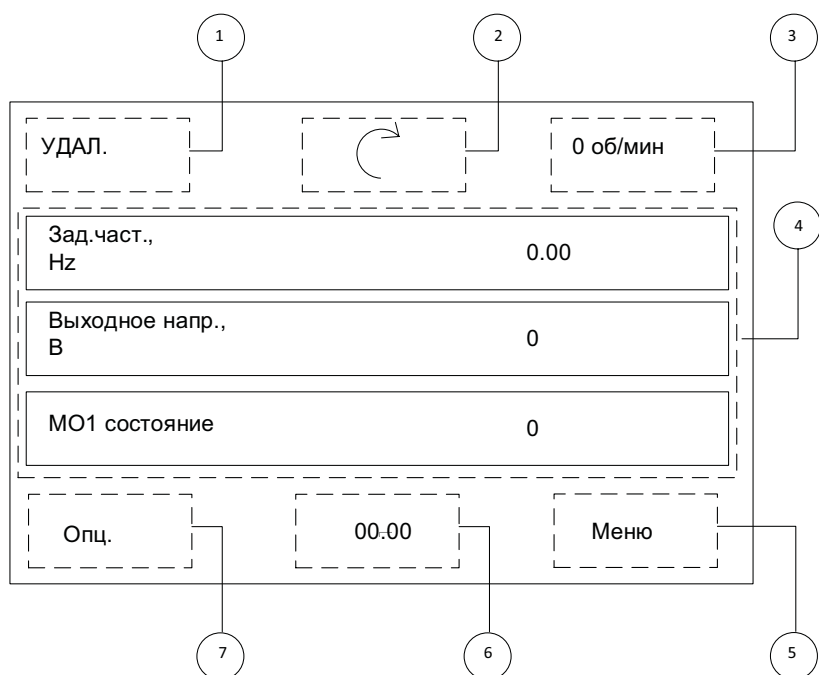 1
2
3
УДАЛ.
0 об/мин
4
Зад.част.,
Hz
0.00
Выходное напр.,
В
0
МО1 состояние
0
Опц.
00.00
Меню
7
6
5